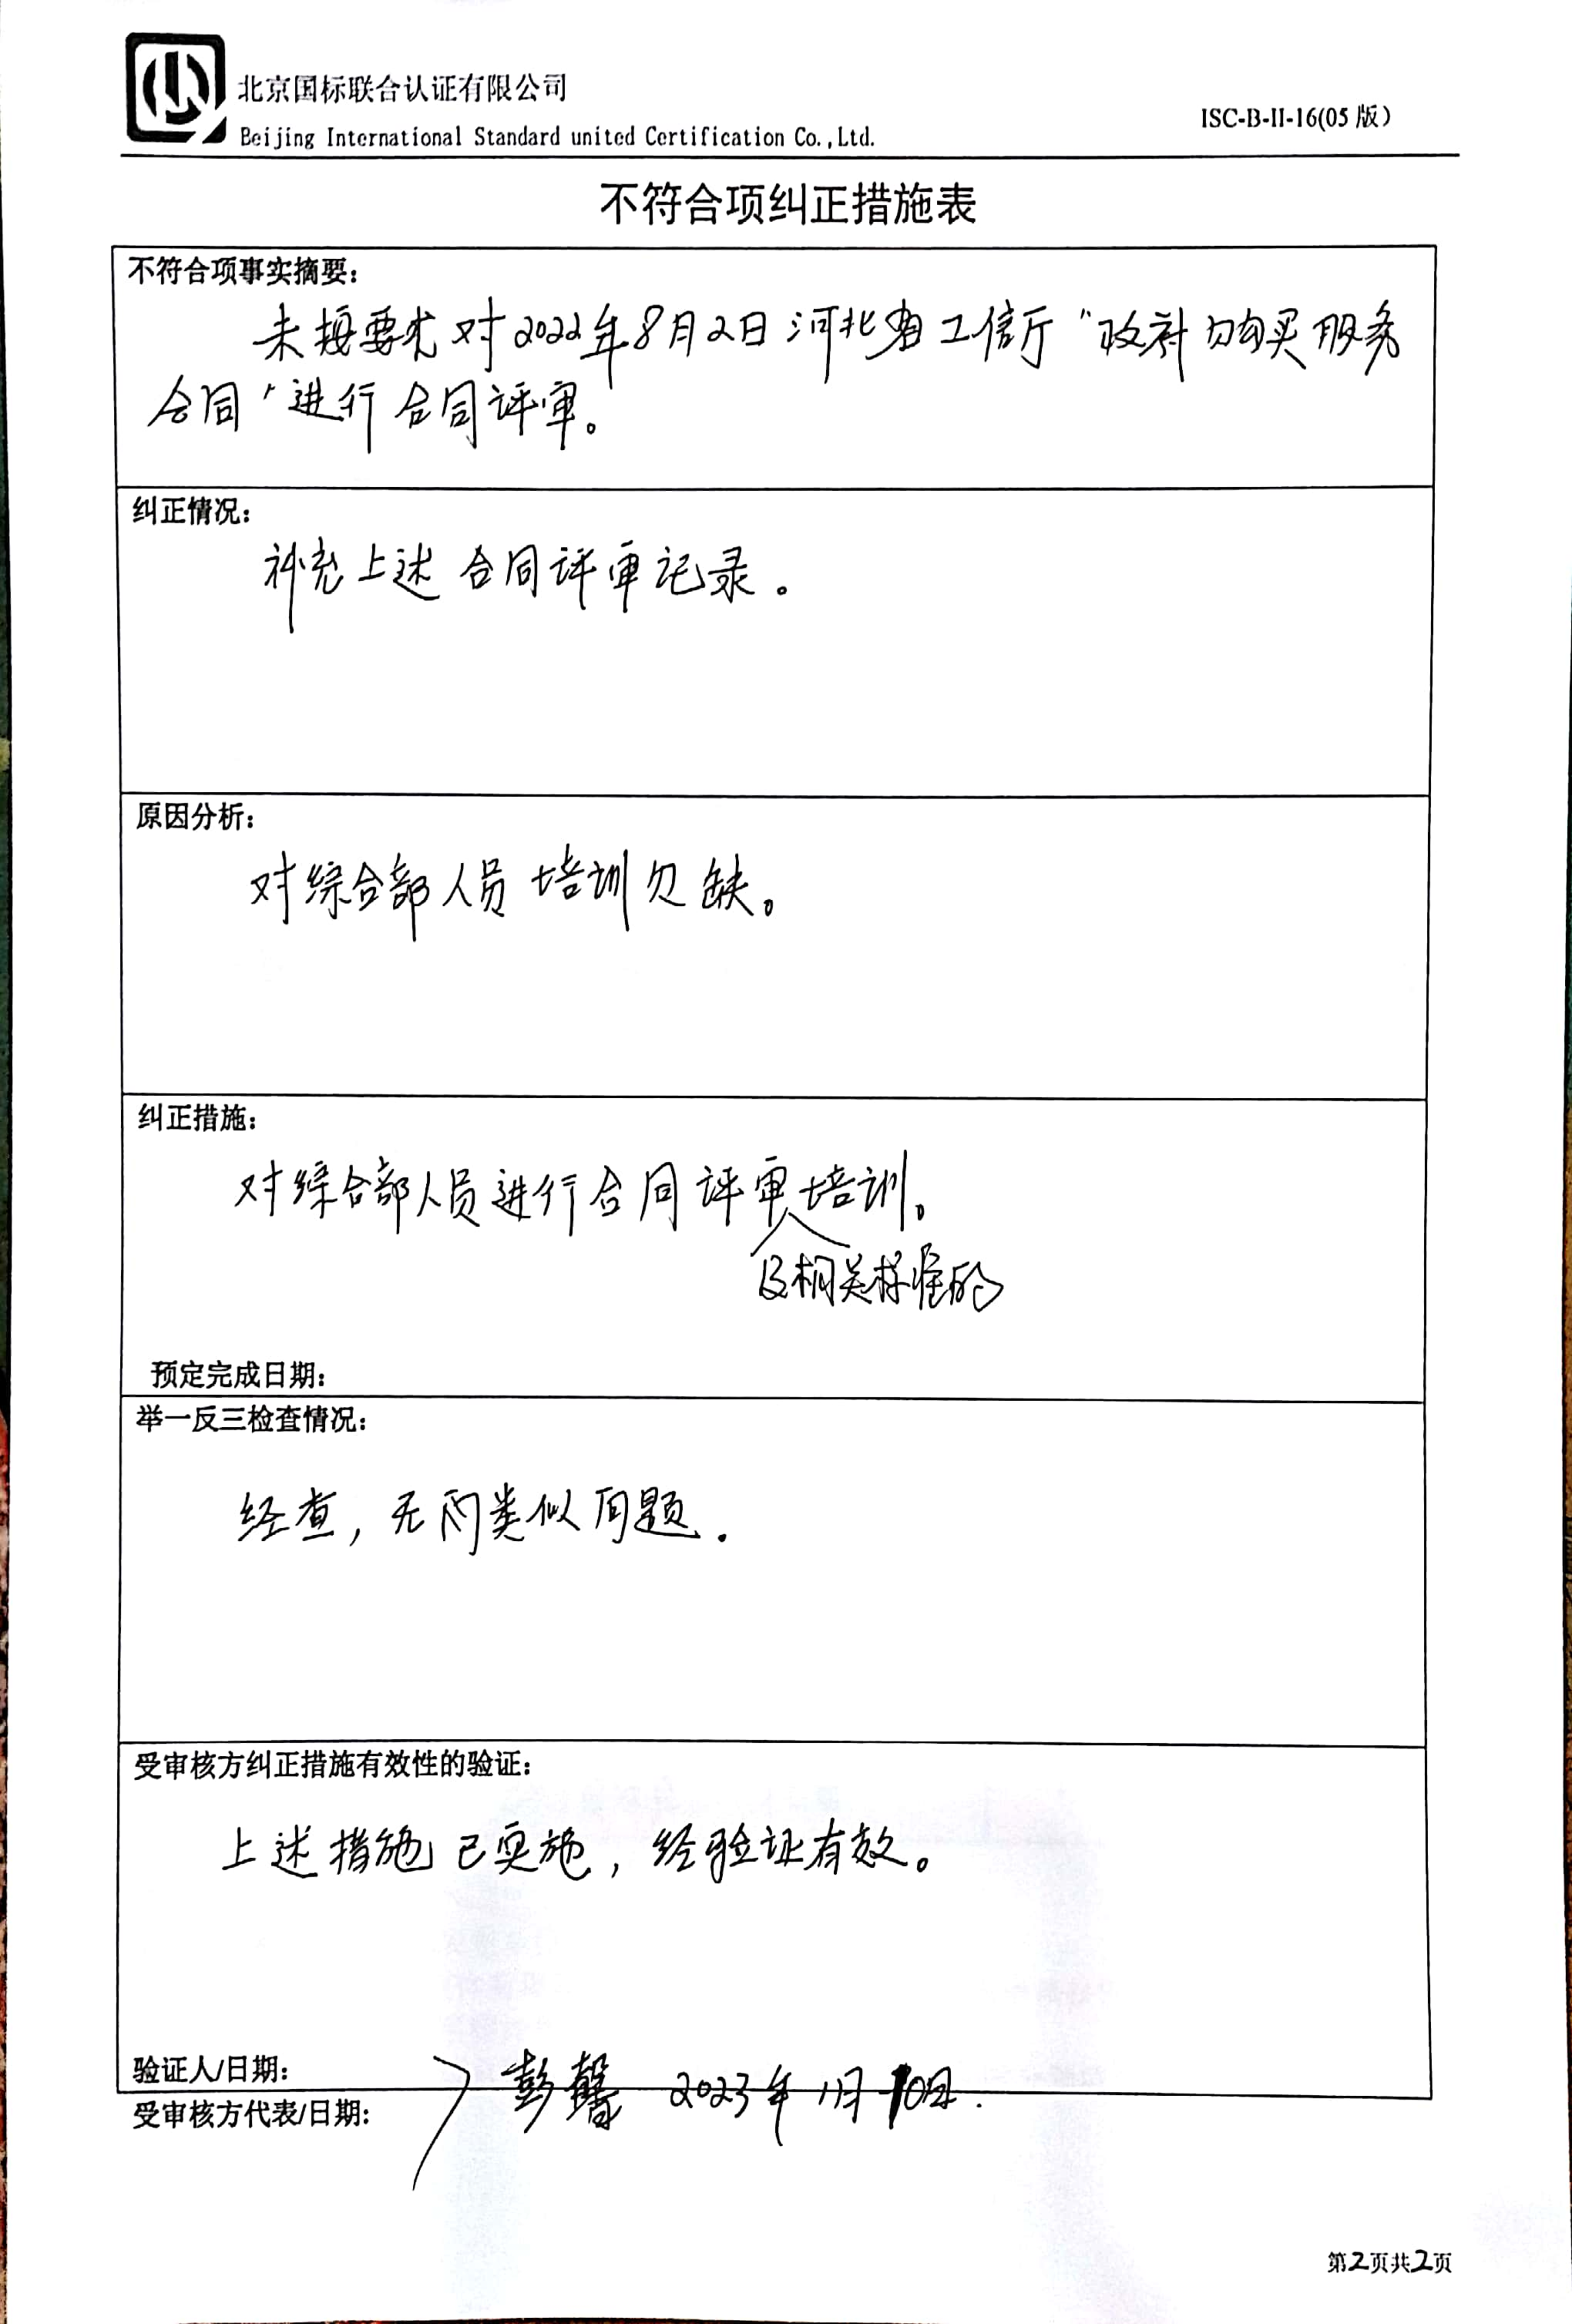 北京国标联合认证有限公司
Beijing International Standard united Certification Co.,Ltd.
ISC-B-II-16(05 版)
不符合项纠正措施表
不符合项事实摘要:
未按要求对2022年8月2日河北省工信厅"政府购买服务
合同"进行合同评审。
纠正情况:
补充上述合同评审记录。
原因分析:
对综合部人员培训欠缺。
纠正措施:
对综合部人员进行合同评审培训。
及相关标准的
预定完成日期:
举一反三检查情况:
经查,无同类似问题.
受审核方纠正措施有效性的验证:
上述措施已实施,经验证有效。
验证人/日期:
彭馨 2023年1月10日.
受审核方代表/日期:
第2页共2页